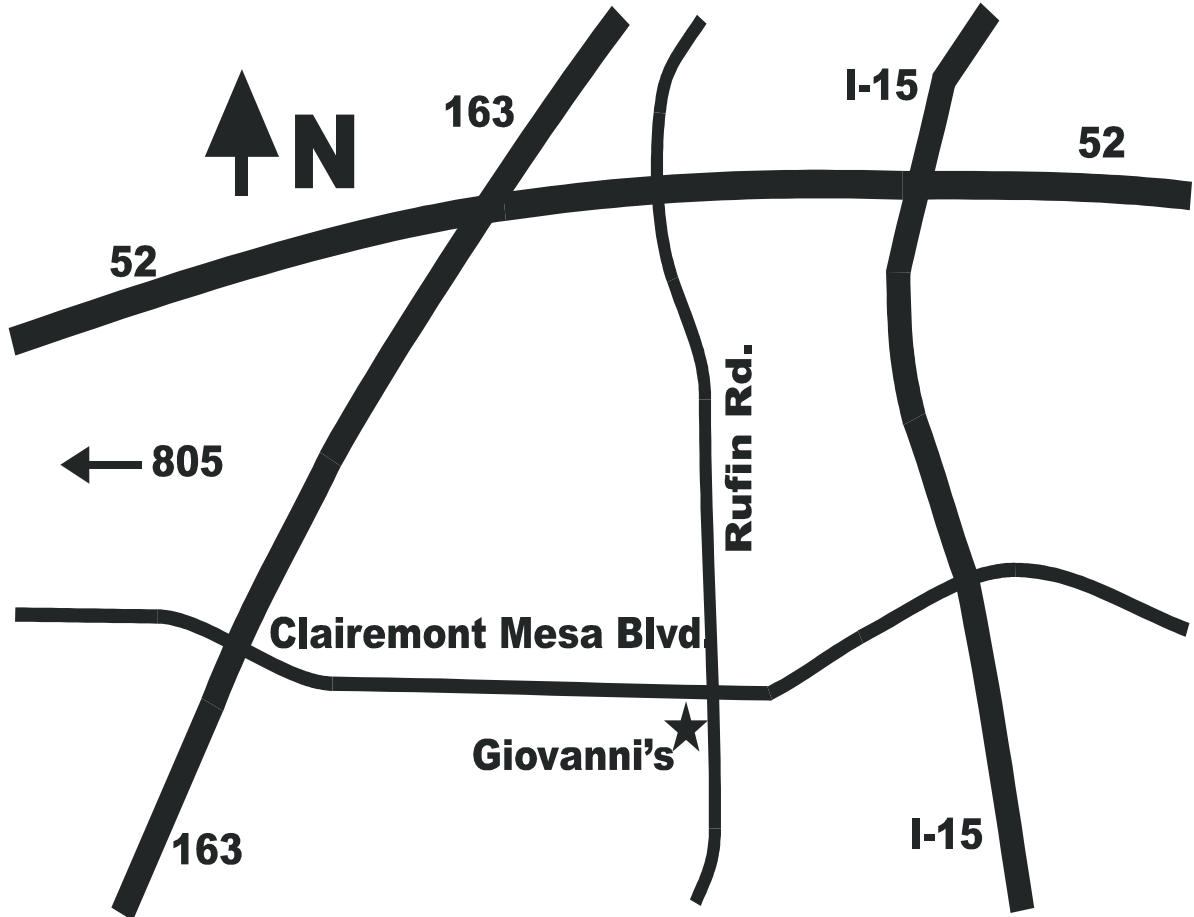 I-15
163
52
N
52
Rufin Rd.
805
Clairemont Mesa Blvd.
Giovanni’s
I-15
163